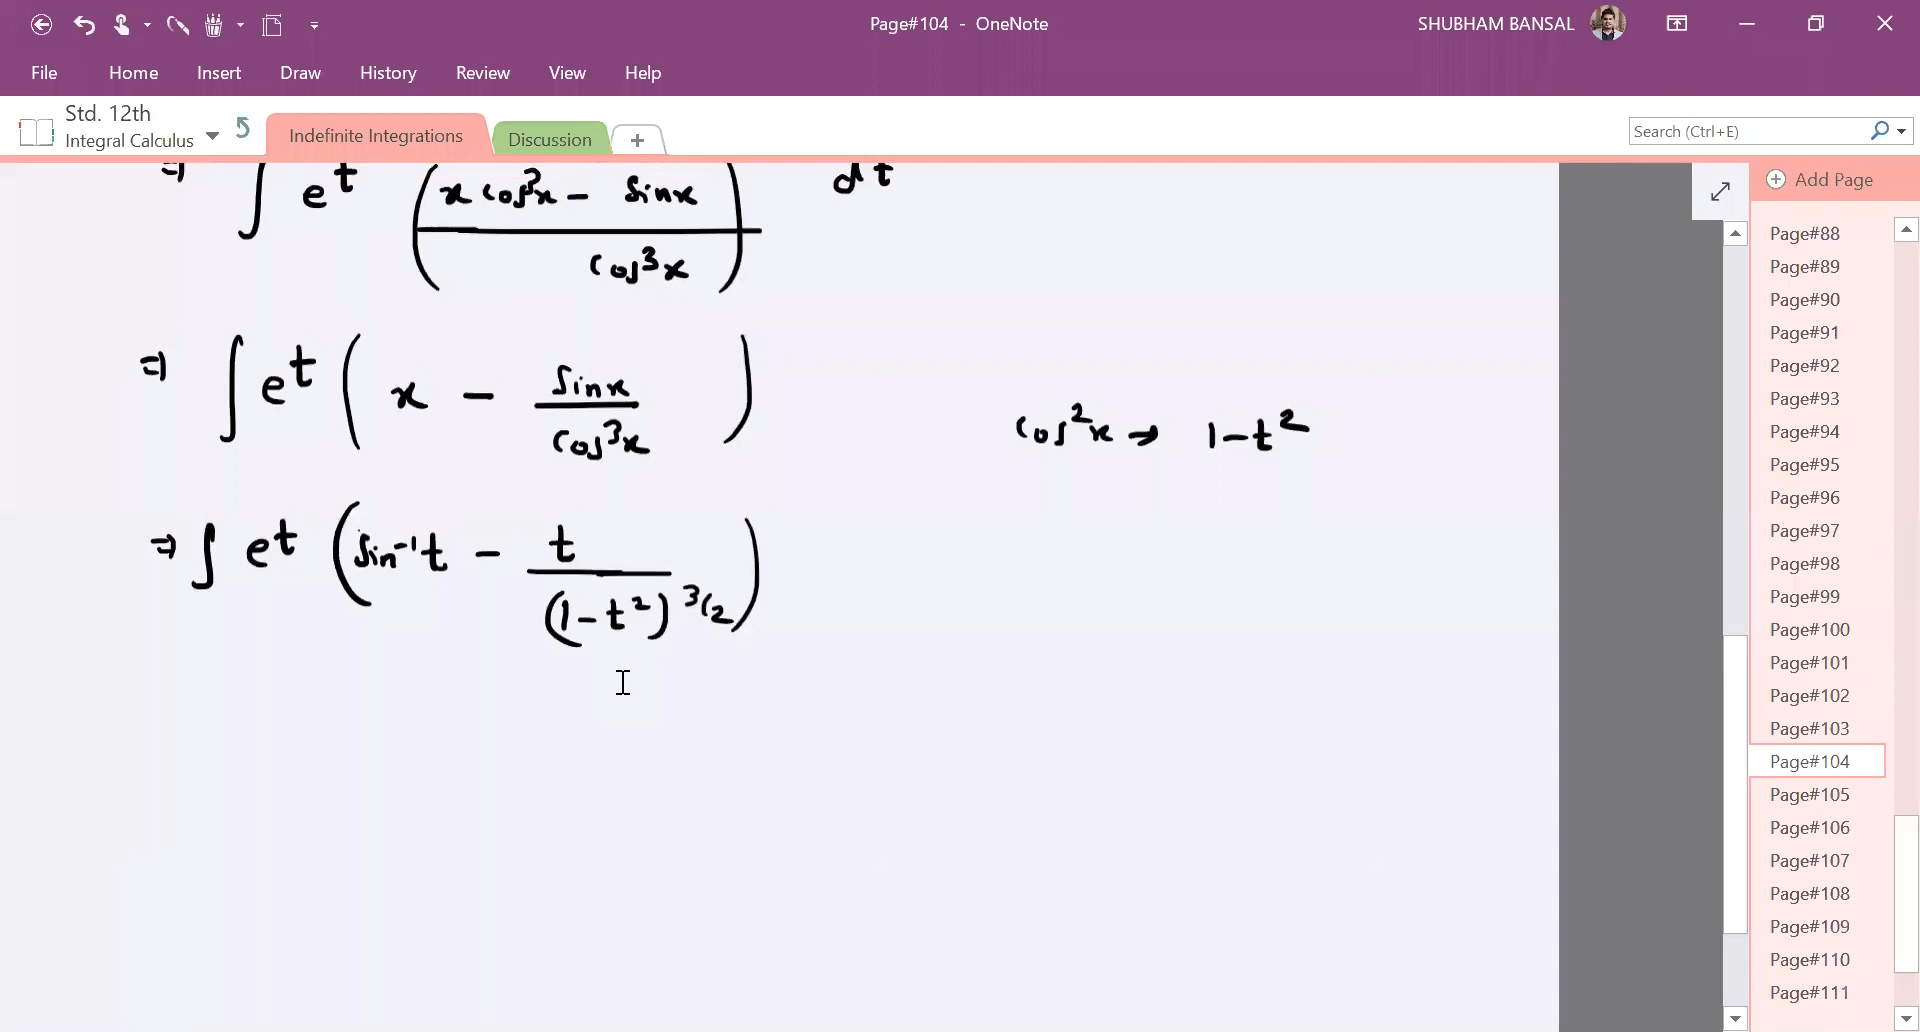 Page#104 - OneNote
SHUBHAM BANSAL
File Home Insert Draw History Review View Help
Std. 12th
Integral Calculus
Indefinite Integrations
Discussion
+
Search (Ctrl+E)
Add Page
⇒ ∫ e^t ((x cos³x - sinx) / cos³x) dt
⇒ ∫ e^t (x - sinx / cos³x)
cos²x → 1-t²
⇒ ∫ e^t (sin⁻¹t - t / (1-t²)^3/2)
Page#88
Page#89
Page#90
Page#91
Page#92
Page#93
Page#94
Page#95
Page#96
Page#97
Page#98
Page#99
Page#100
Page#101
Page#102
Page#103
Page#104
Page#105
Page#106
Page#107
Page#108
Page#109
Page#110
Page#111